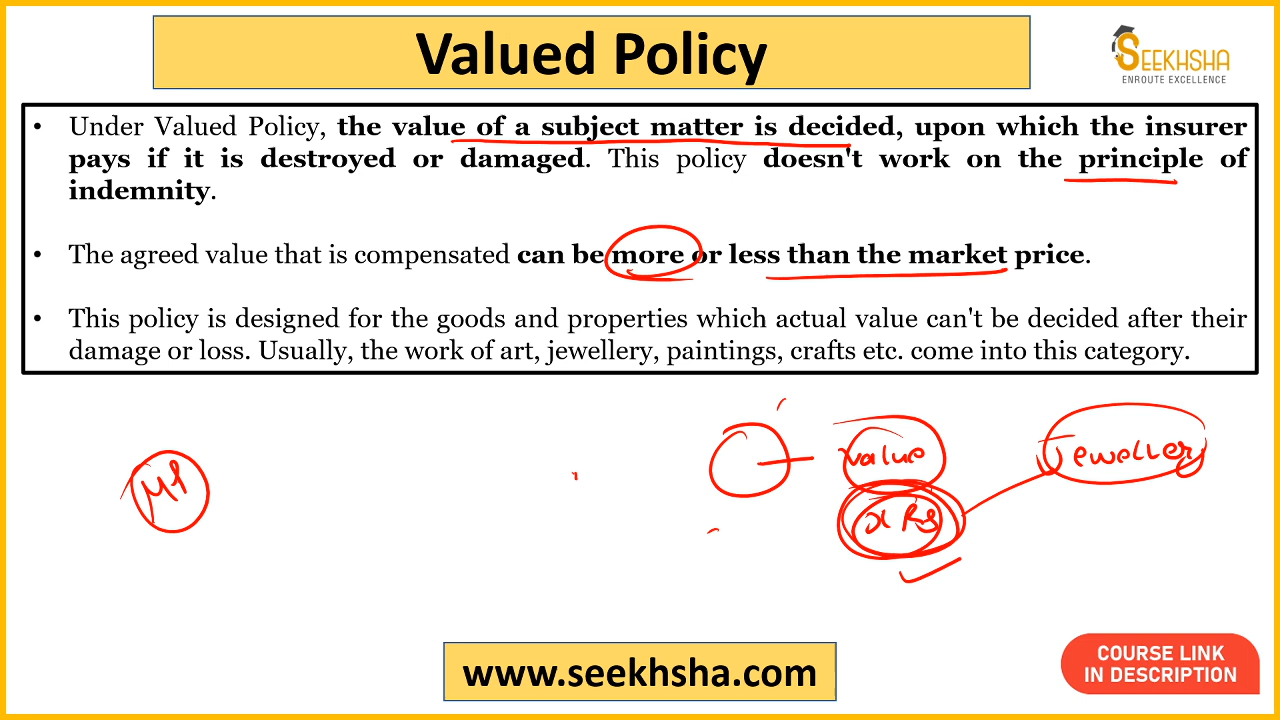 Valued Policy
SEEKHSHA
ENROUTE EXCELLENCE
• Under Valued Policy, the value of a subject matter is decided, upon which the insurer
pays if it is destroyed or damaged. This policy doesn't work on the principle of
indemnity.
• The agreed value that is compensated can be more or less than the market price.
• This policy is designed for the goods and properties which actual value can't be decided after their
damage or loss. Usually, the work of art, jewellery, paintings, crafts etc. come into this category.
value
Jeweller
x Rs
www.seekhsha.com
COURSE LINK
IN DESCRIPTION